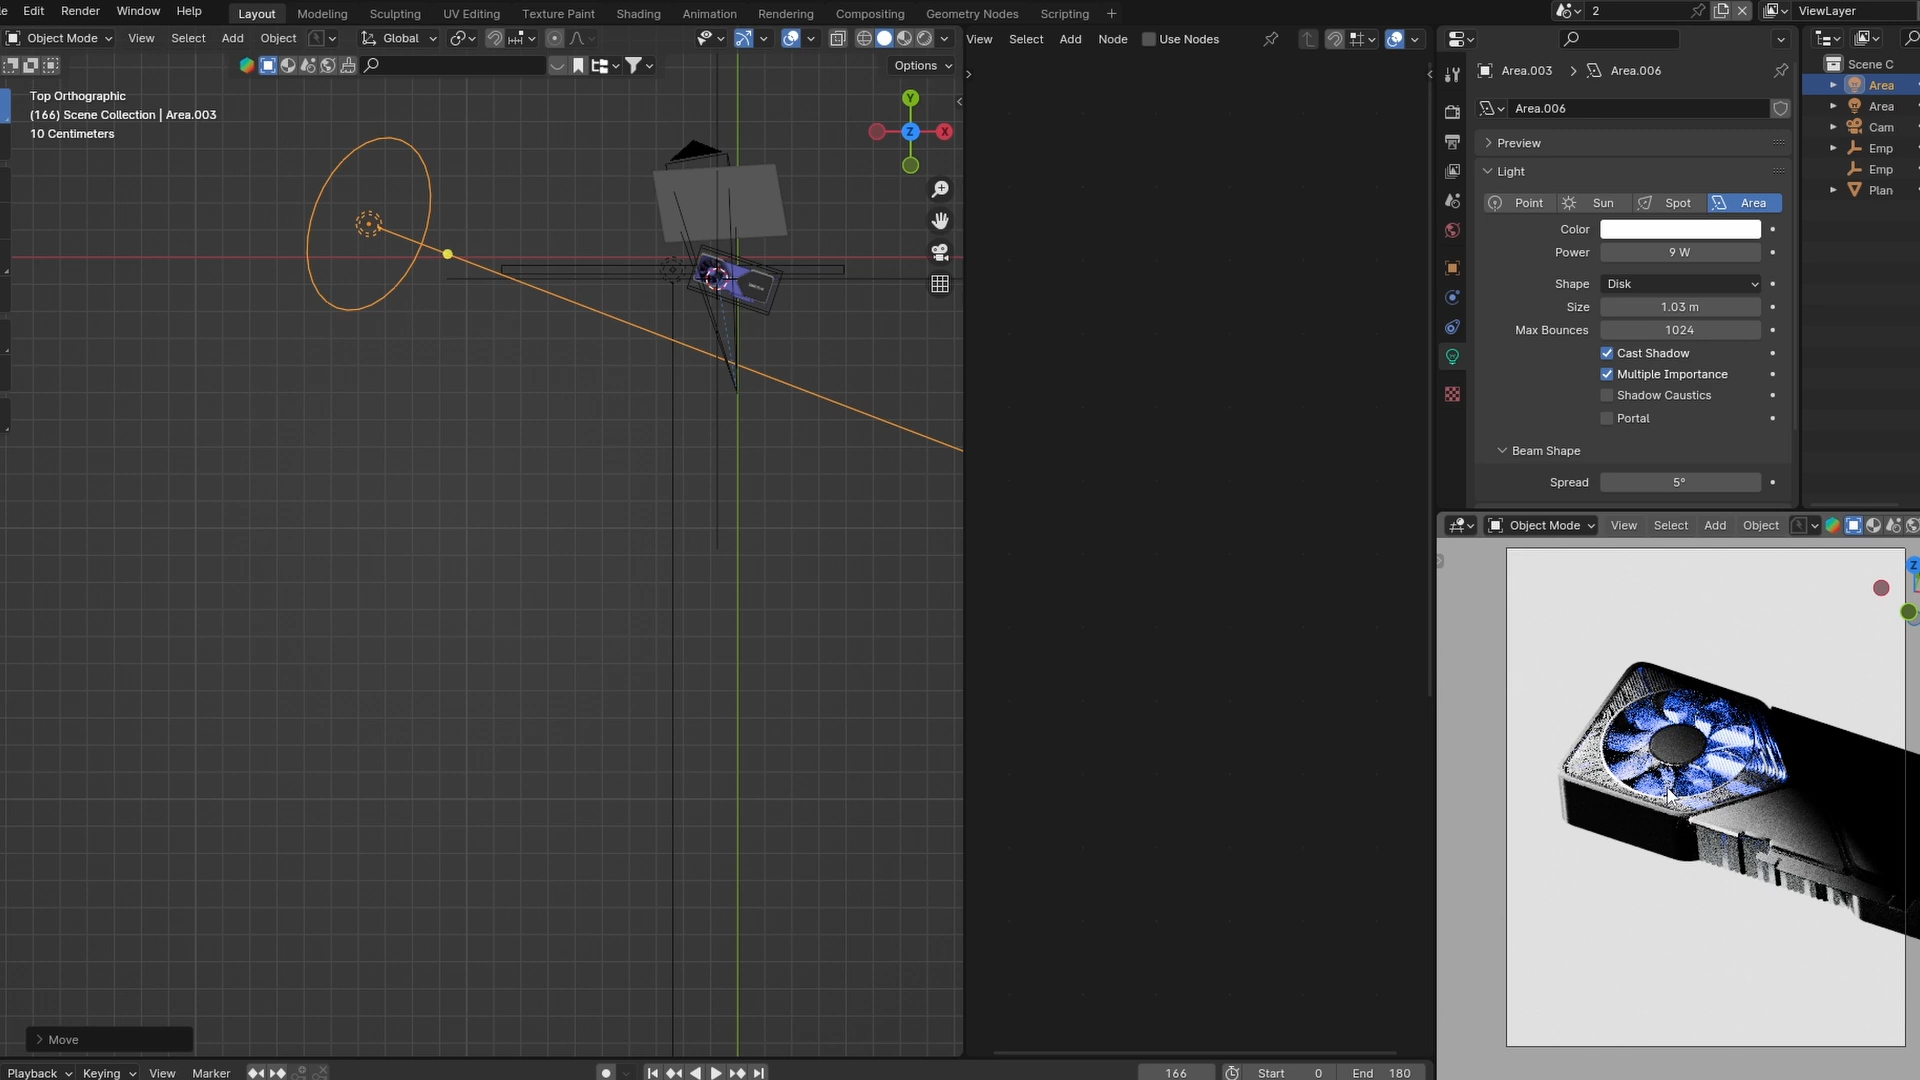 Edit Render Window Help Layout Modeling Sculpting UV Editing Texture Paint Shading Animation Rendering Compositing Geometry Nodes Scripting + 2 ViewLayer
Object Mode View Select Add Object Global
View Select Add Node Use Nodes
Options
Top Orthographic
(166) Scene Collection | Area.003
10 Centimeters
Y
Z X
Area.003 Area.006
Area.006
Preview
Light
Point Sun Spot Area
Color
Power 9 W
Shape Disk
Size 1.03 m
Max Bounces 1024
Cast Shadow
Multiple Importance
Shadow Caustics
Portal
Beam Shape
Spread 5°
Scene C
Area
Area
Cam
Emp
Emp
Plan
Object Mode View Select Add Object
Z
Move
Playback Keying View Marker 166 Start 0 End 180